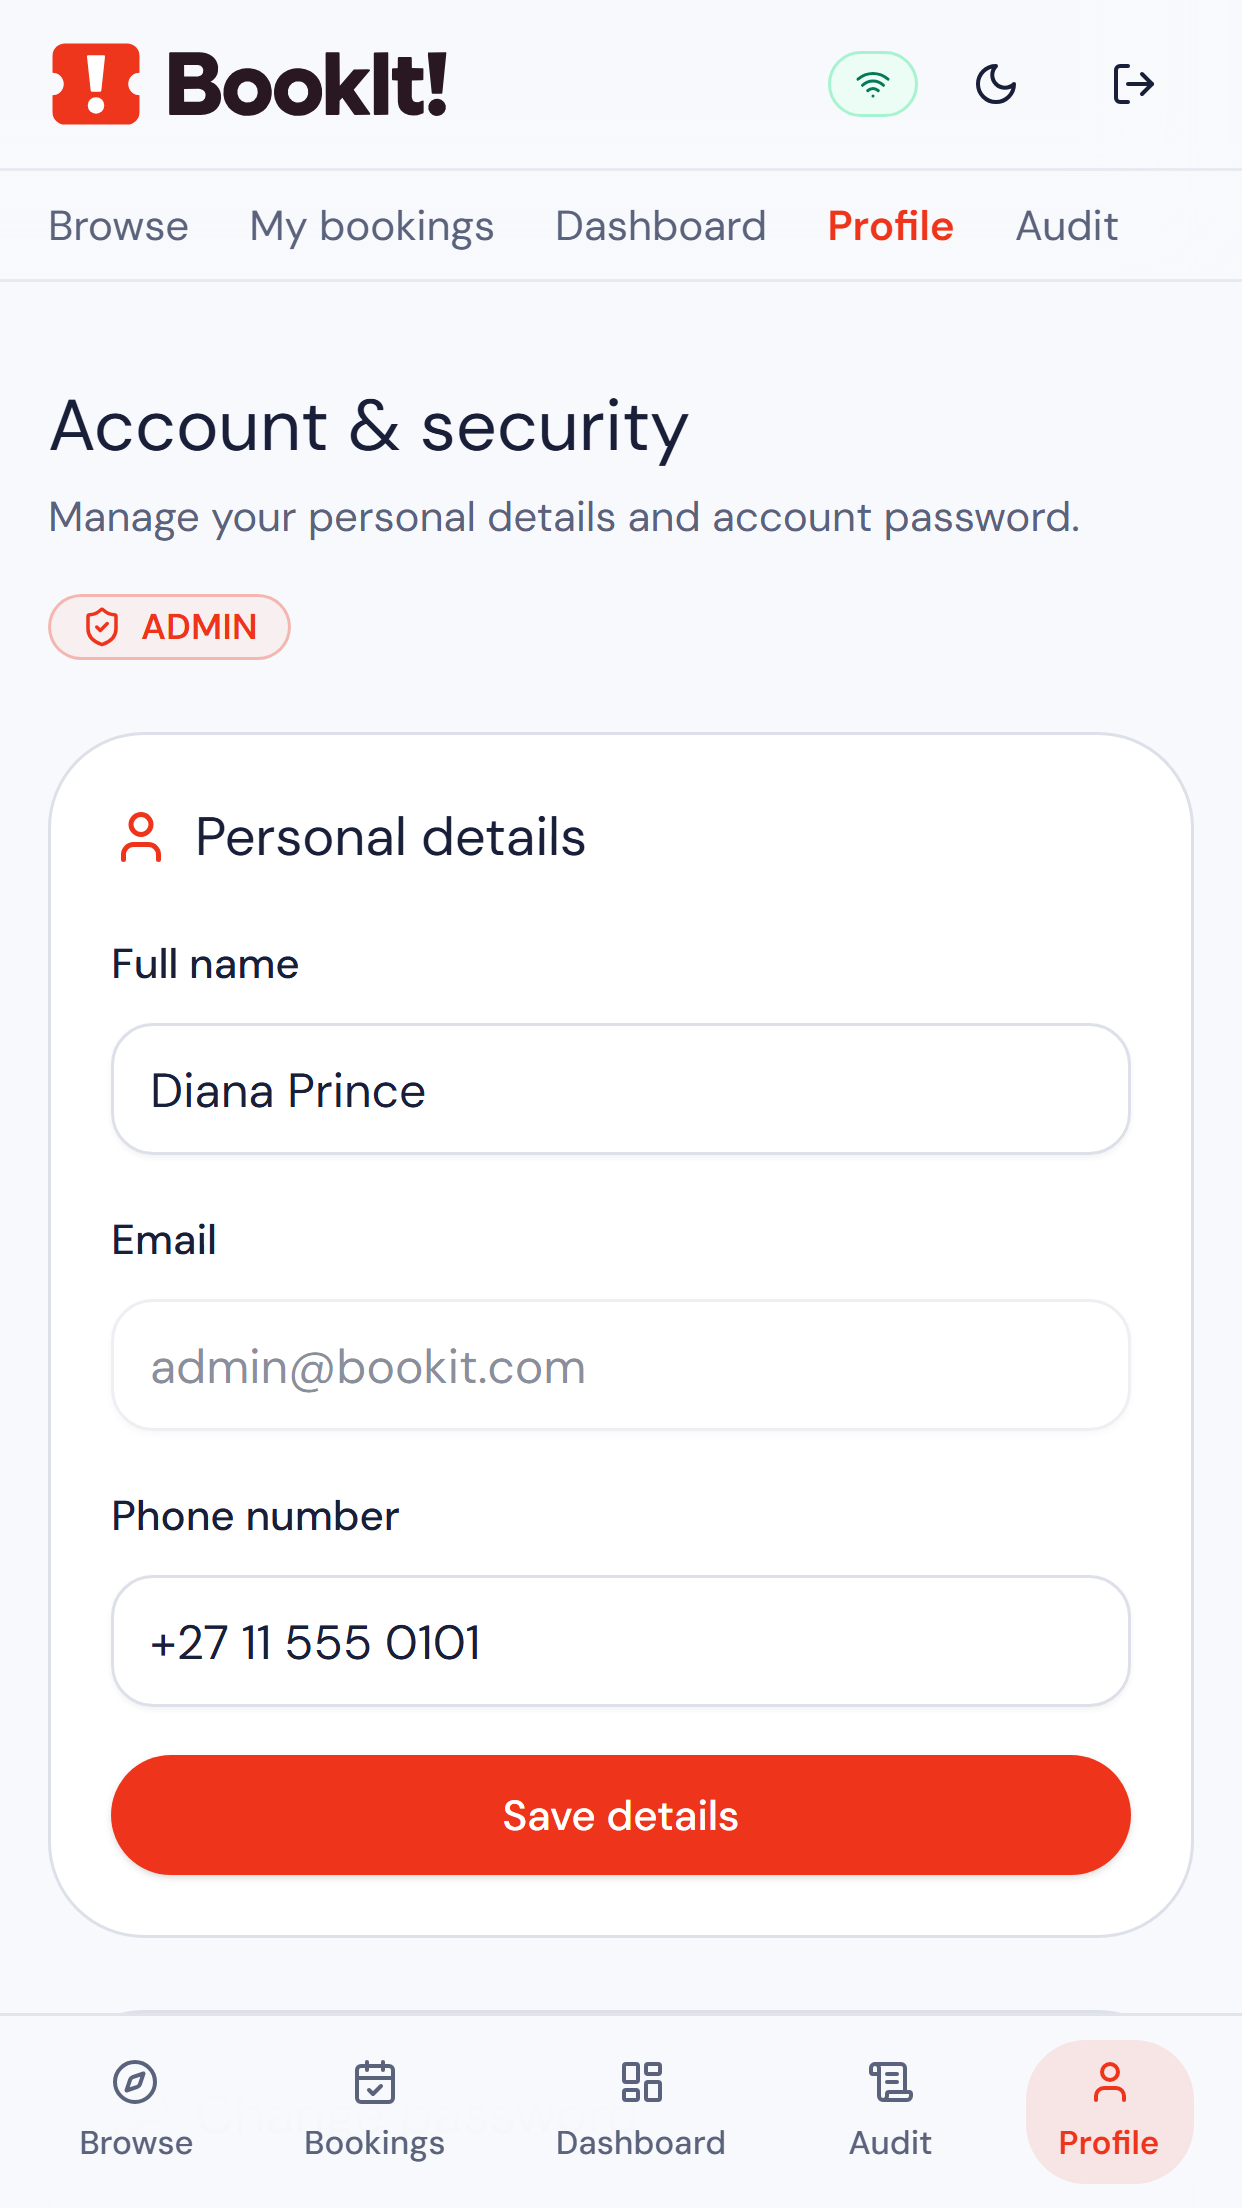 BookIt!
Browse My bookings Dashboard Profile Audit
Account & security
Manage your personal details and account password.
ADMIN
Personal details
Full name
Diana Prince
Email
admin@bookit.com
Phone number
+27 11 555 0101
Save details
Change password
Browse Bookings Dashboard Audit Profile